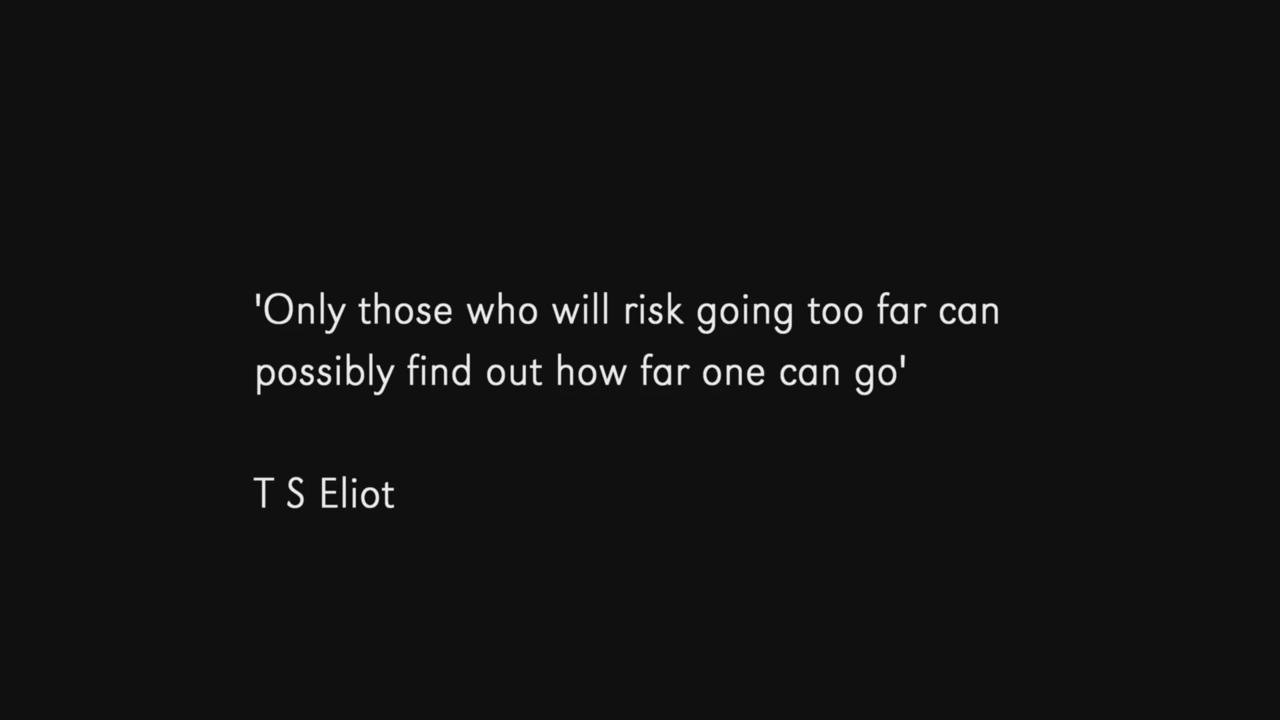 'Only those who will risk going too far can
possibly find out how far one can go'
T S Eliot